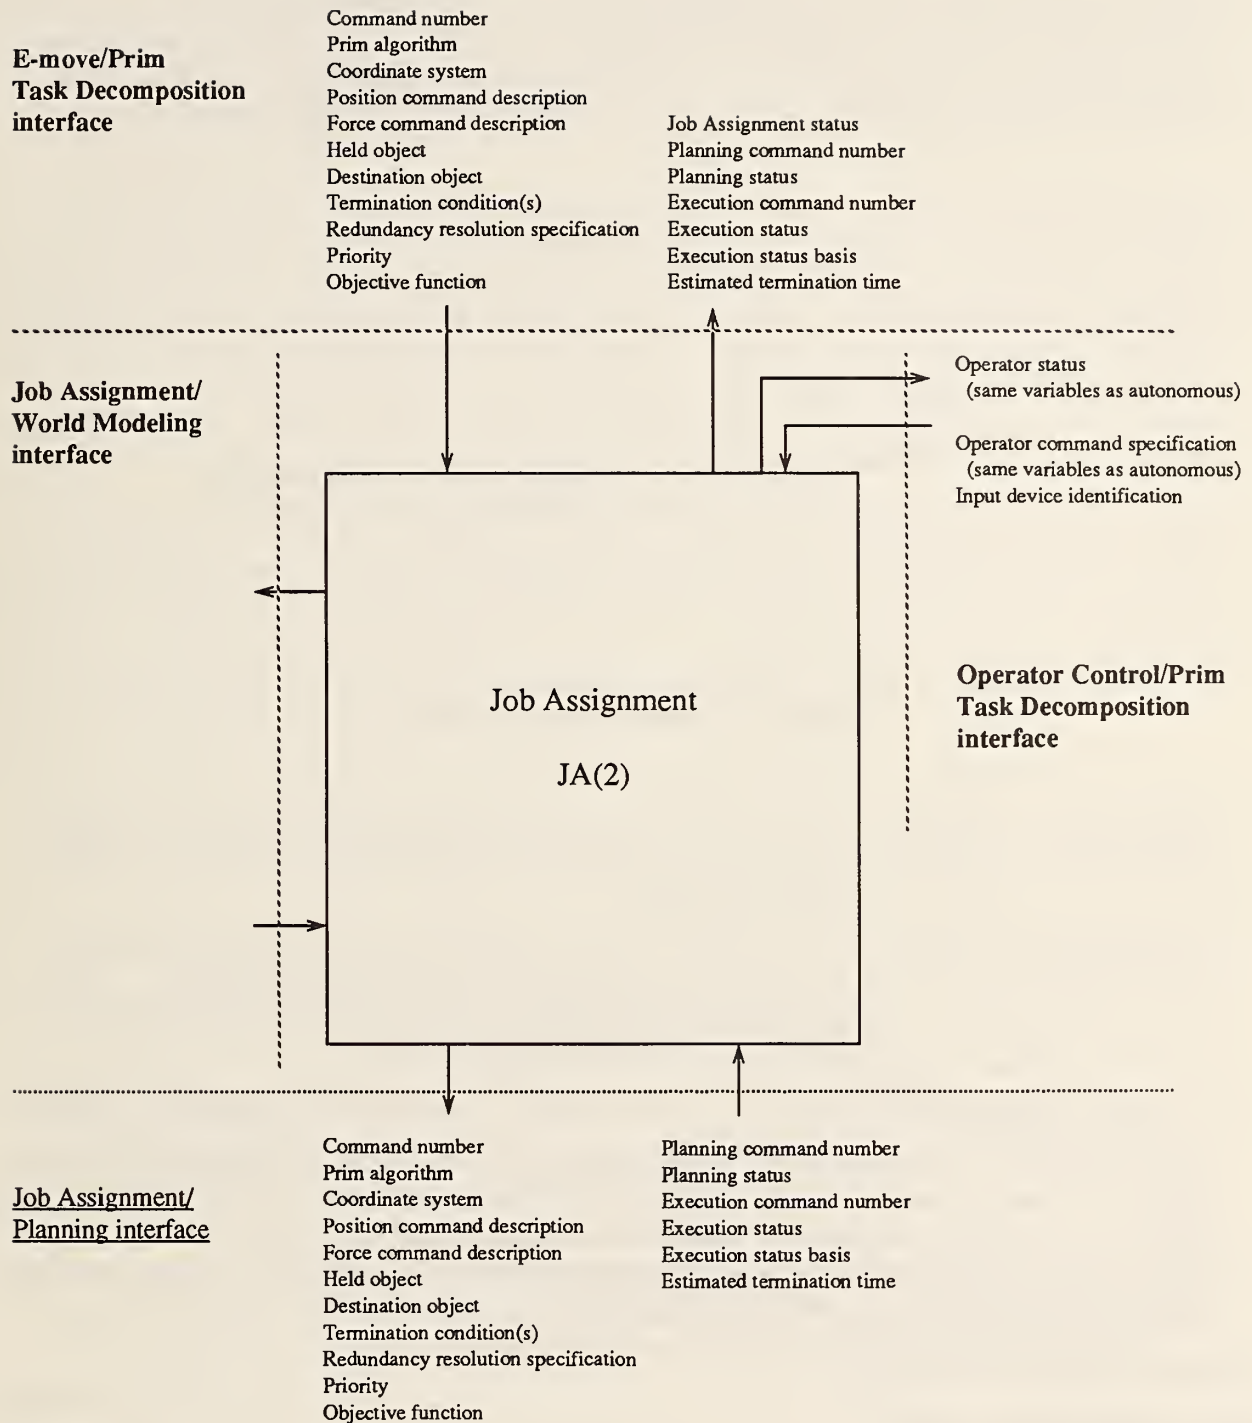 E-move/Prim
Task Decomposition
interface
Command number
Prim algorithm
Coordinate system
Position command description
Force command description
Held object
Destination object
Termination condition(s)
Redundancy resolution specification
Priority
Objective function
Job Assignment status
Planning command number
Planning status
Execution command number
Execution status
Execution status basis
Estimated termination time
Job Assignment/
World Modeling
interface
Operator status
(same variables as autonomous)
Operator command specification
(same variables as autonomous)
Input device identification
Job Assignment
JA(2)
Operator Control/Prim
Task Decomposition
interface
Job Assignment/
Planning interface
Command number
Prim algorithm
Coordinate system
Position command description
Force command description
Held object
Destination object
Termination condition(s)
Redundancy resolution specification
Priority
Objective function
Planning command number
Planning status
Execution command number
Execution status
Execution status basis
Estimated termination time